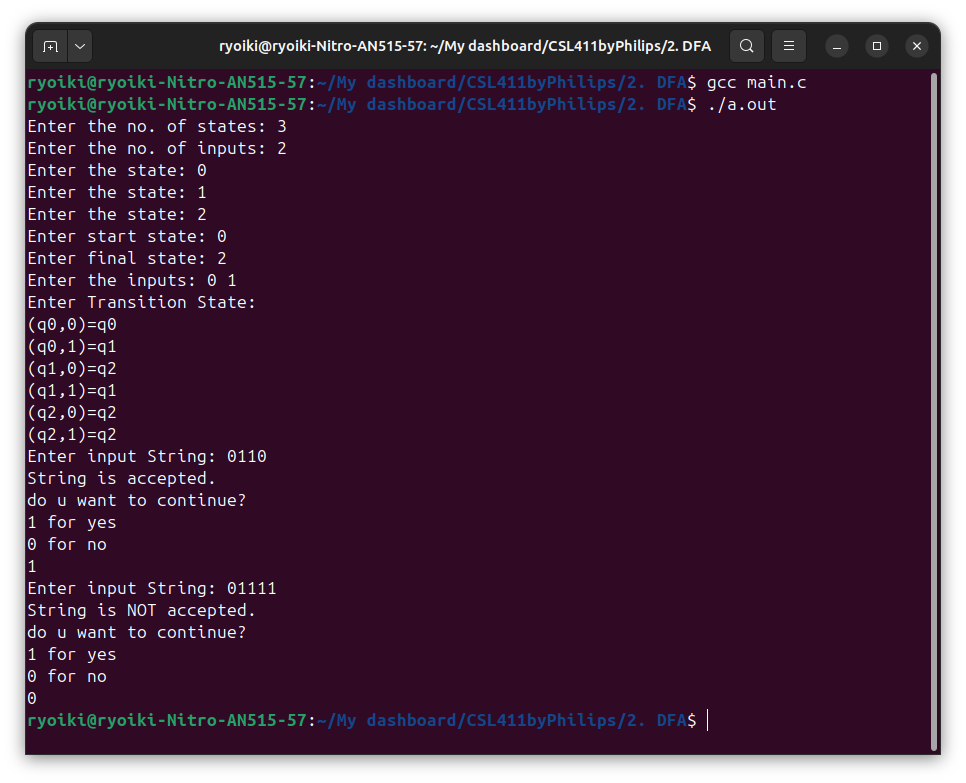 ryoiki@ryoiki-Nitro-AN515-57: ~/My dashboard/CSL411byPhilips/2. DFA
ryoiki@ryoiki-Nitro-AN515-57:~/My dashboard/CSL411byPhilips/2. DFA$ gcc main.c
ryoiki@ryoiki-Nitro-AN515-57:~/My dashboard/CSL411byPhilips/2. DFA$ ./a.out
Enter the no. of states: 3
Enter the no. of inputs: 2
Enter the state: 0
Enter the state: 1
Enter the state: 2
Enter start state: 0
Enter final state: 2
Enter the inputs: 0 1
Enter Transition State:
(q0,0)=q0
(q0,1)=q1
(q1,0)=q2
(q1,1)=q1
(q2,0)=q2
(q2,1)=q2
Enter input String: 0110
String is accepted.
do u want to continue?
1 for yes
0 for no
1
Enter input String: 01111
String is NOT accepted.
do u want to continue?
1 for yes
0 for no
0
ryoiki@ryoiki-Nitro-AN515-57:~/My dashboard/CSL411byPhilips/2. DFA$